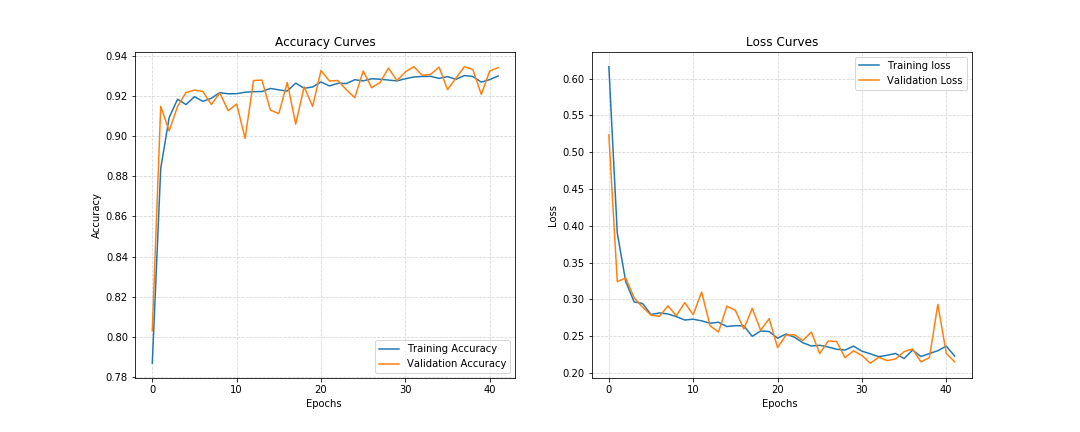 Accuracy Curves
0.94
0.92
0.90
0.88
0.86
0.84
0.82
0.80
0.78
Accuracy
0 10 20 30 40
Epochs
Training Accuracy
Validation Accuracy
Loss Curves
0.60
0.55
0.50
0.45
0.40
0.35
0.30
0.25
0.20
Loss
0 10 20 30 40
Epochs
Training loss
Validation Loss